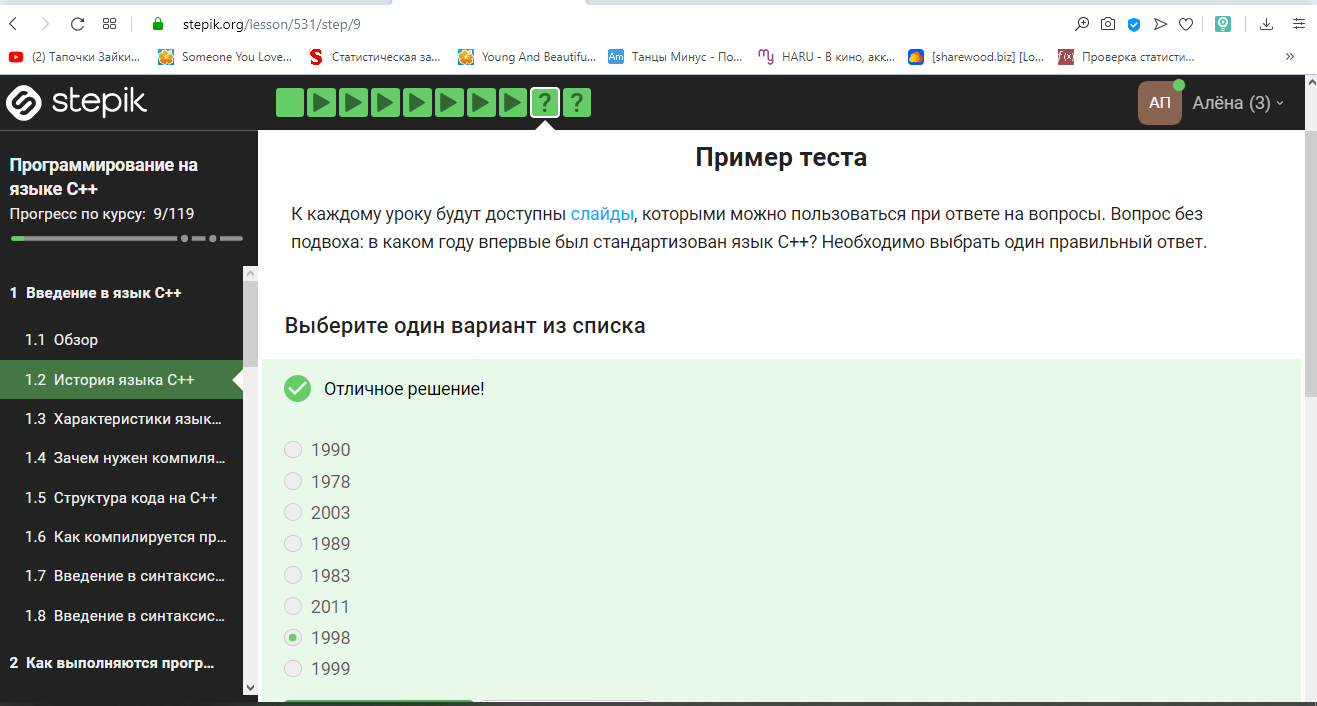 stepik.org/lesson/531/step/9
(2) Тапочки Зайки...
Someone You Love...
Статистическая за...
Young And Beautifu...
Am
Танцы Минус - По...
HARU - В кино, акк...
[sharewood.biz] [Lo...
f(x)
Проверка статисти...
»
stepik
?
?
АП
Алёна (3)
Программирование на
языке C++
Прогресс по курсу: 9/119
1 Введение в язык C++
1.1 Обзор
1.2 История языка C++
1.3 Характеристики язык...
1.4 Зачем нужен компиля...
1.5 Структура кода на C++
1.6 Как компилируется пр...
1.7 Введение в синтаксис...
1.8 Введение в синтаксис...
2 Как выполняются прогр...
Пример теста
К каждому уроку будут доступны слайды, которыми можно пользоваться при ответе на вопросы. Вопрос без
подвоха: в каком году впервые был стандартизован язык C++? Необходимо выбрать один правильный ответ.
Выберите один вариант из списка
Отличное решение!
1990
1978
2003
1989
1983
2011
1998
1999